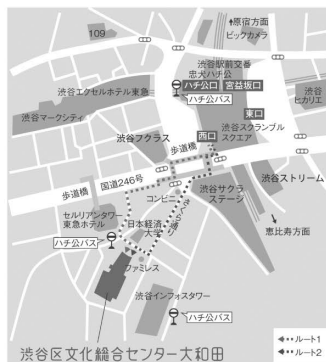 ↑原宿方面
ビックカメラ
109
渋谷駅前交番
忠犬ハチ公
ハチ公口
宮益坂口
ハチ公バス
渋谷エクセルホテル東急
渋谷
ヒカリエ
東口
渋谷マークシティ
渋谷フクラス
西口
渋谷スクランブル
スクエア
歩道橋
国道246号
歩道橋
渋谷ストリーム
コンビニ
渋谷サクラ
ステージ
さくら通り
セルリアンタワー
東急ホテル
日本経済
大学
恵比寿方面
ハチ公バス
ファミレス
渋谷インフォスタワー
ハチ公バス
渋谷区文化総合センター大和田
ルート1
ルート2